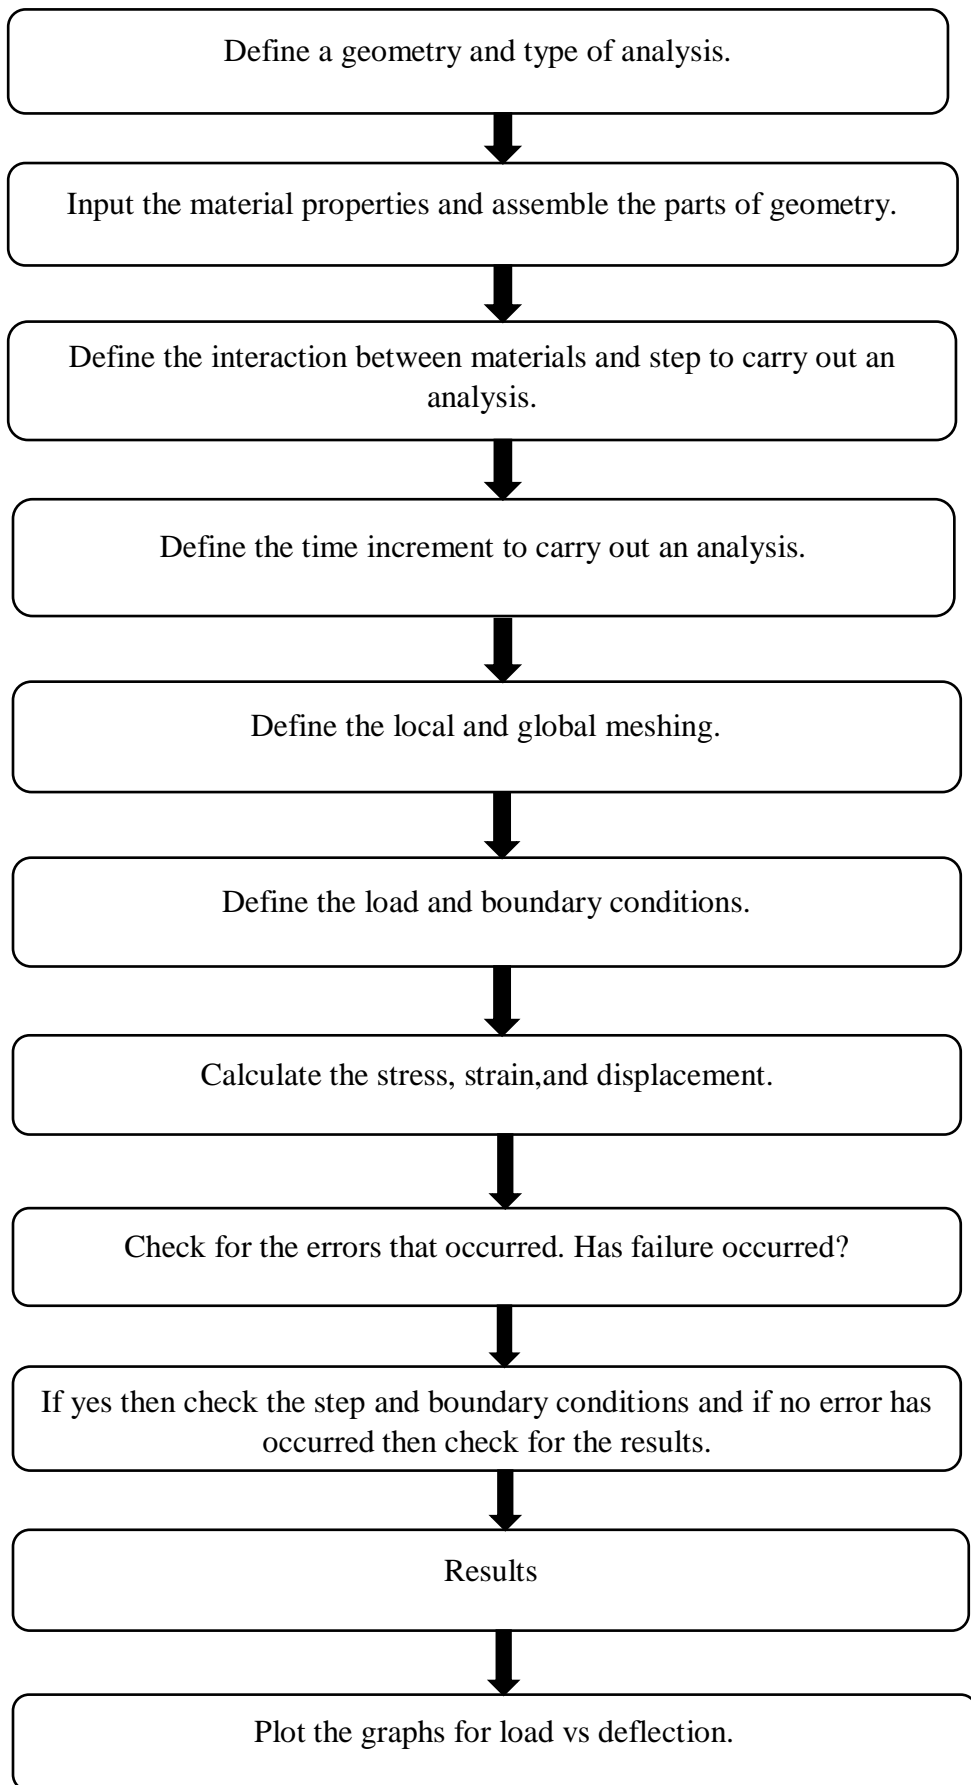 Define a geometry and type of analysis.
Input the material properties and assemble the parts of geometry.
Define the interaction between materials and step to carry out an
analysis.
Define the time increment to carry out an analysis.
Define the local and global meshing.
Define the load and boundary conditions.
Calculate the stress, strain,and displacement.
Check for the errors that occurred. Has failure occurred?
If yes then check the step and boundary conditions and if no error has
occurred then check for the results.
Results
Plot the graphs for load vs deflection.